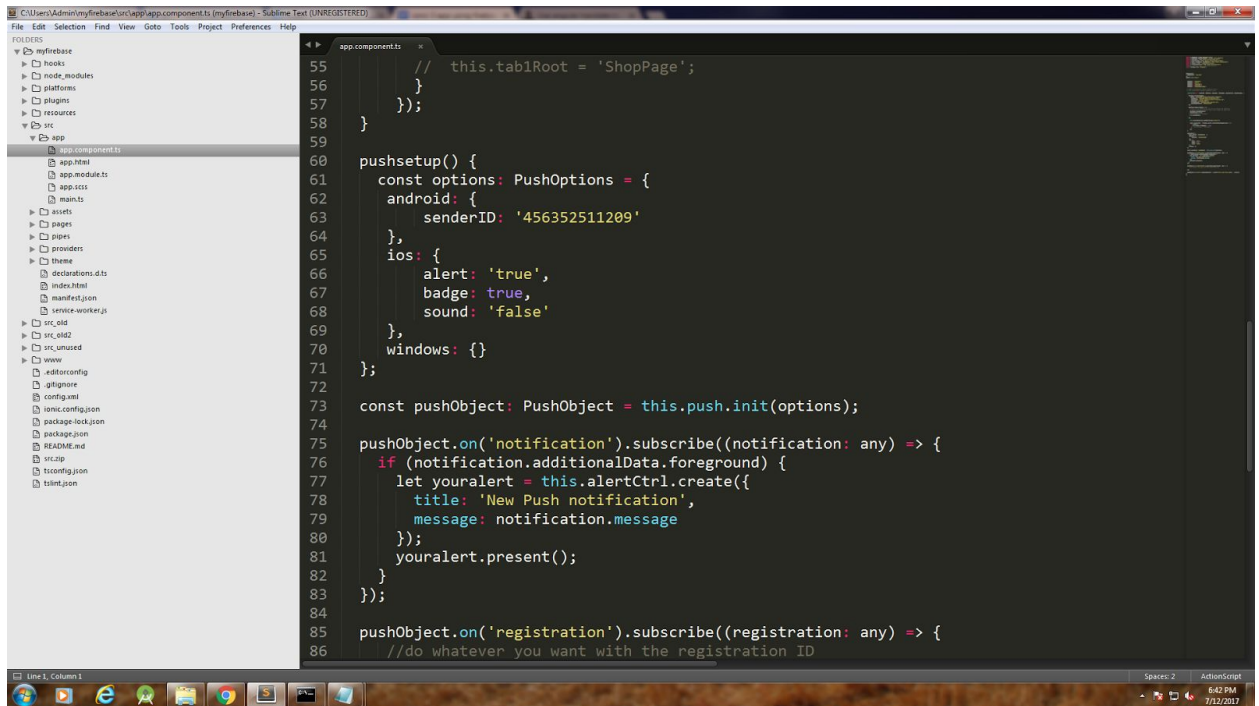 C:\Users\Admin\myfirebase\src\app\app.component.ts (myfirebase) - Sublime Text (UNREGISTERED)
File Edit Selection Find View Goto Tools Project Preferences Help
FOLDERS
myfirebase
hooks
node_modules
platforms
plugins
resources
src
app
app.component.ts
app.html
app.module.ts
app.scss
main.ts
assets
pages
pipes
providers
theme
declarations.d.ts
index.html
manifest.json
service-worker.js
src_old
src_old2
src_unused
www
.editorconfig
.gitignore
config.xml
ionic.config.json
package-lock.json
package.json
README.md
src.zip
tsconfig.json
tslint.json
app.component.ts ×
55 // this.tab1Root = 'ShopPage';
56 }
57 });
58 }
59
60 pushsetup() {
61 const options: PushOptions = {
62 android: {
63 senderID: '456352511209'
64 },
65 ios: {
66 alert: 'true',
67 badge: true,
68 sound: 'false'
69 },
70 windows: {}
71 };
72
73 const pushObject: PushObject = this.push.init(options);
74
75 pushObject.on('notification').subscribe((notification: any) => {
76 if (notification.additionalData.foreground) {
77 let youralert = this.alertCtrl.create({
78 title: 'New Push notification',
79 message: notification.message
80 });
81 youralert.present();
82 }
83 });
84
85 pushObject.on('registration').subscribe((registration: any) => {
86 //do whatever you want with the registration ID
Line 1, Column 1
Spaces: 2 ActionScript
6:42 PM
7/12/2017